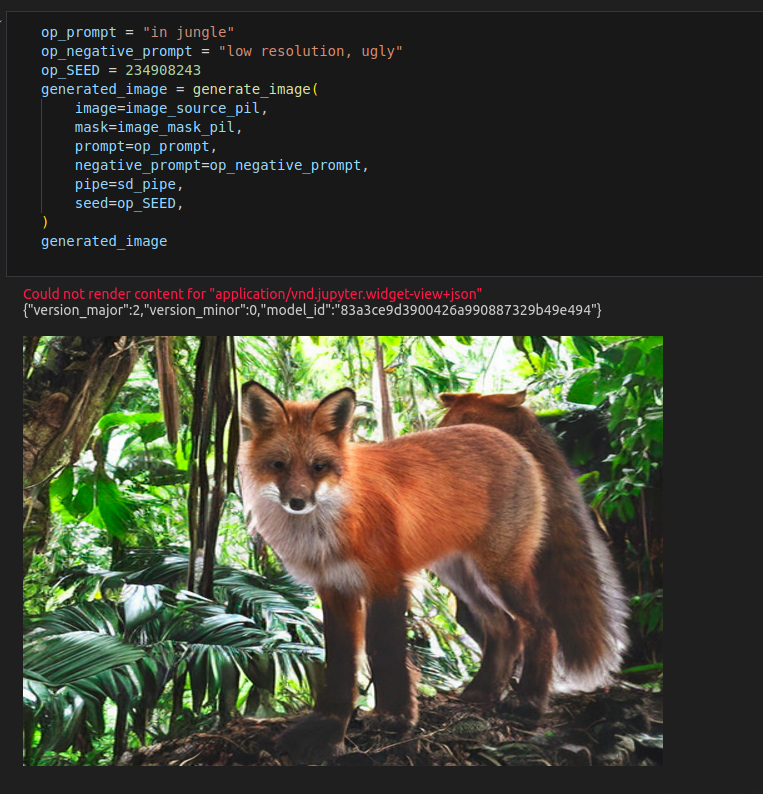 op_prompt = "in jungle"
op_negative_prompt = "low resolution, ugly"
op_SEED = 234908243
generated_image = generate_image(
    image=image_source_pil,
    mask=image_mask_pil,
    prompt=op_prompt,
    negative_prompt=op_negative_prompt,
    pipe=sd_pipe,
    seed=op_SEED,
)
generated_image
Could not render content for "application/vnd.jupyter.widget-view+json"
{"version_major":2,"version_minor":0,"model_id":"83a3ce9d3900426a990887329b49e494"}